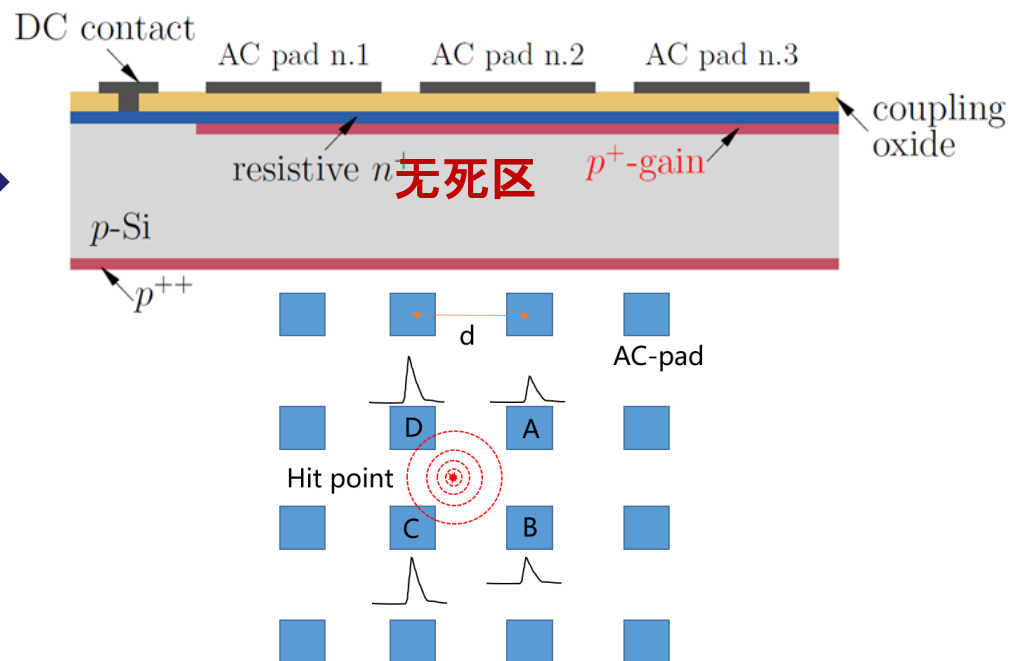 DC contact
AC pad n.1
AC pad n.2
AC pad n.3
coupling
oxide
resistive n⁺
无死区
p⁺-gain
p-Si
p⁺⁺
d
AC-pad
D
A
Hit point
C
B